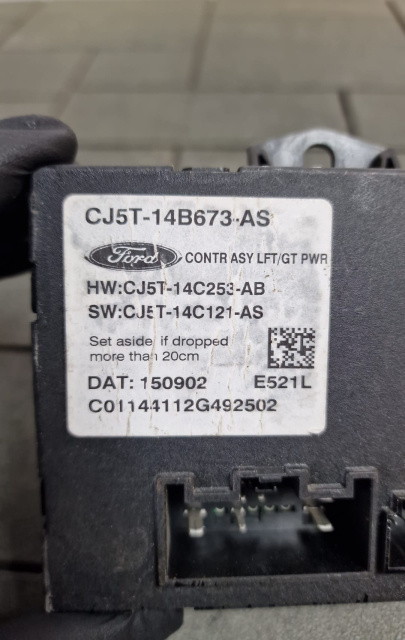 CJ5T-14B673-AS
Ford CONTR ASY LFT/GT PWR
HW:CJ5T-14C253-AB
SW:CJ5T-14C121-AS
Set aside if dropped
more than 20cm
DAT: 150902 E521L
C01144112G492502